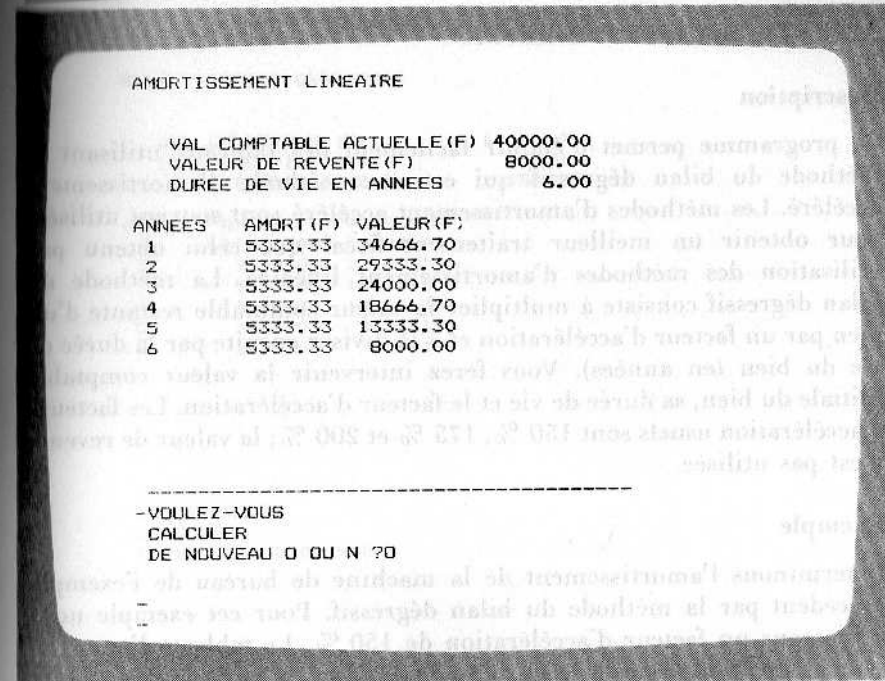 AMORTISSEMENT LINEAIRE
VAL COMPTABLE ACTUELLE(F) 40000.00
VALEUR DE REVENTE(F) 8000.00
DUREE DE VIE EN ANNEES 6.00
ANNEES AMORT(F) VALEUR(F)
1 5333.33 34666.70
2 5333.33 29333.30
3 5333.33 24000.00
4 5333.33 18666.70
5 5333.33 13333.30
6 5333.33 8000.00
-VOULEZ-VOUS
CALCULER
DE NOUVEAU O OU N ?O